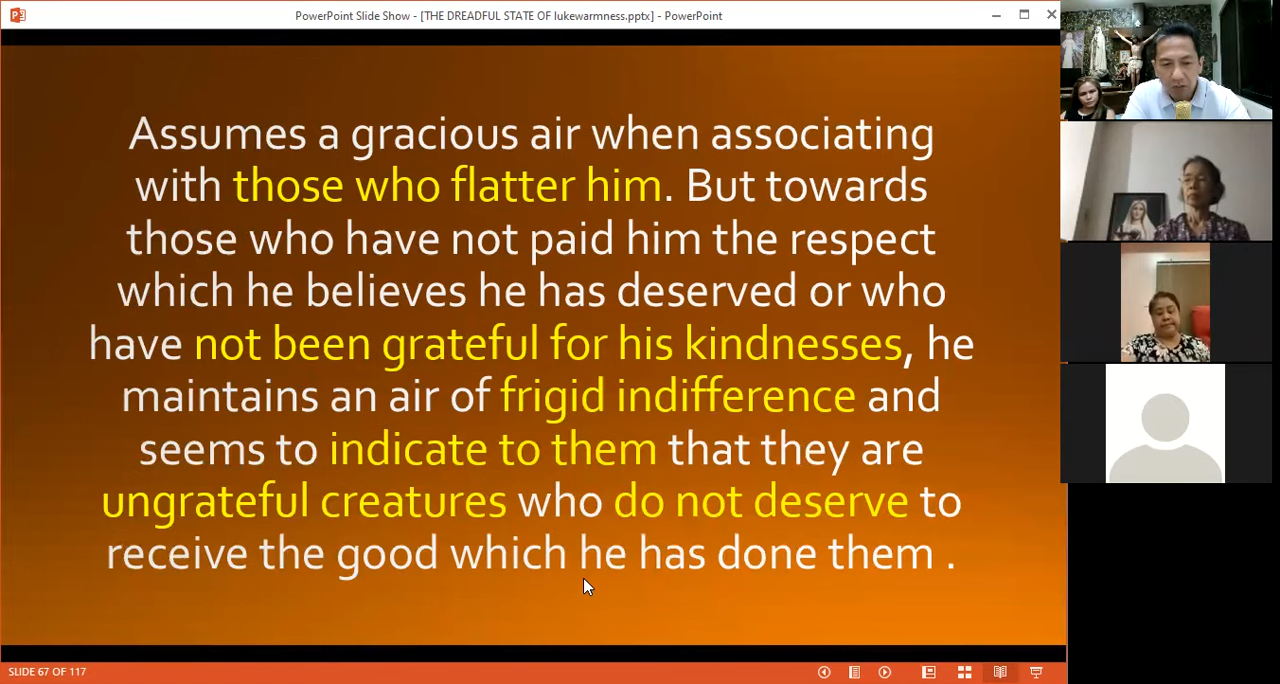 PowerPoint Slide Show - [THE DREADFUL STATE OF lukewarmness.pptx] - PowerPoint
Assumes a gracious air when associating
with those who flatter him. But towards
those who have not paid him the respect
which he believes he has deserved or who
have not been grateful for his kindnesses, he
maintains an air of frigid indifference and
seems to indicate to them that they are
ungrateful creatures who do not deserve to
receive the good which he has done them .
SLIDE 67 OF 117